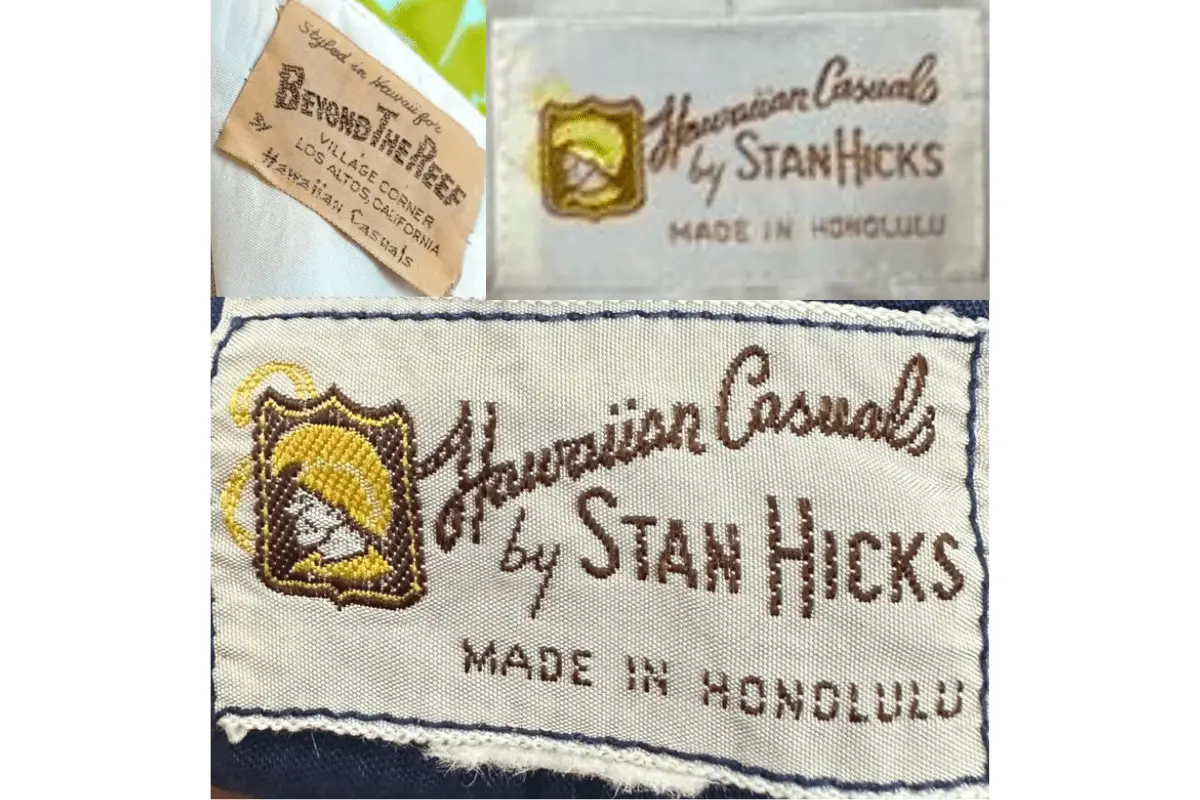 Styled in Hawaii for
BEYOND THE REEF
BY
VILLAGE CORNER
LOS ALTOS, CALIFORNIA
Hawaiian Casuals
Hawaiian Casuals
by STAN HICKS
MADE IN HONOLULU
Hawaiian Casuals
by STAN HICKS
MADE IN HONOLULU